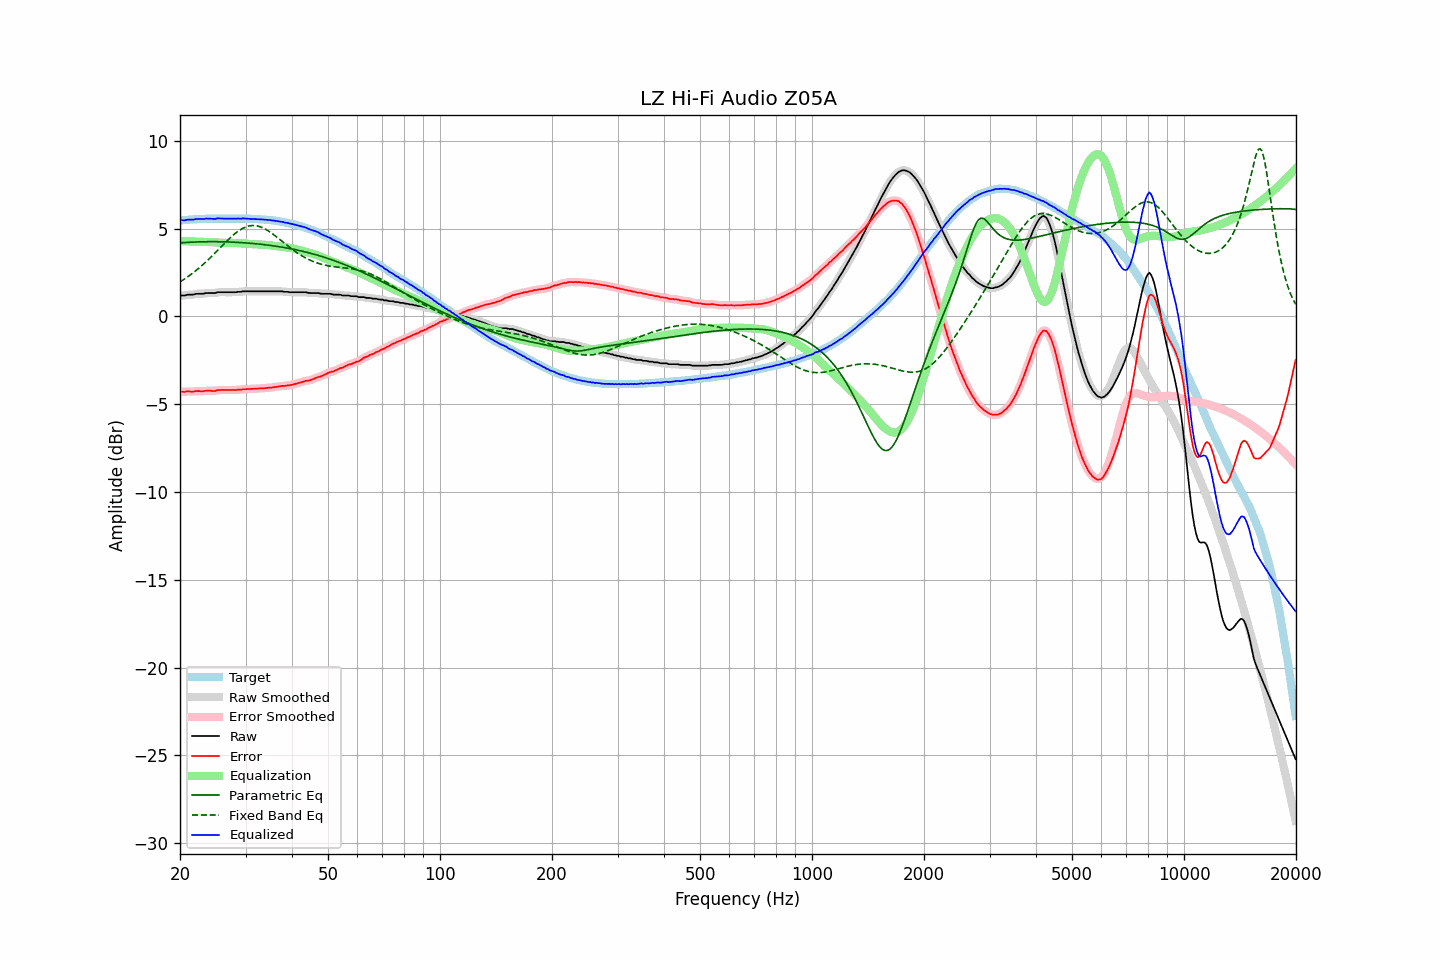 LZ Hi-Fi Audio Z05A
Amplitude (dBr)
10
5
0
−5
−10
−15
−20
−25
−30
Target
Raw Smoothed
Error Smoothed
Raw
Error
Equalization
Parametric Eq
Fixed Band Eq
Equalized
20
50
100
200
500
1000
2000
5000
10000
20000
Frequency (Hz)